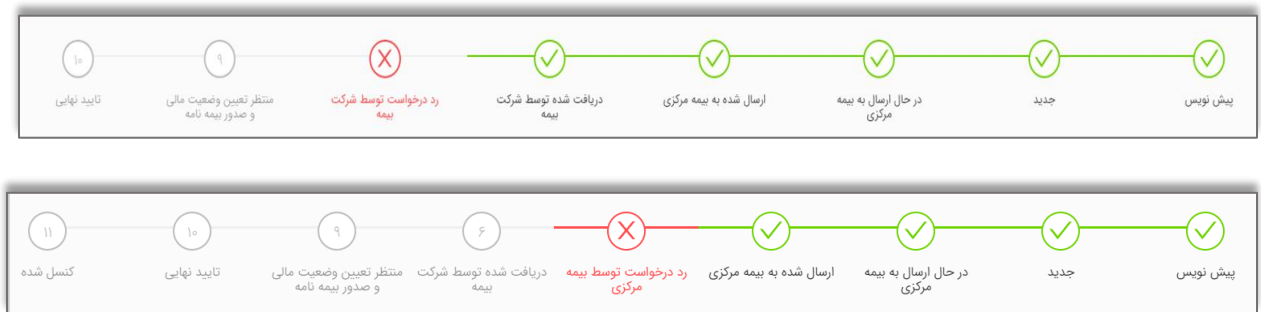 ۹ ۱۰
پیش نویس جدید در حال ارسال به بیمه ارسال شده به بیمه مرکزی دریافت شده توسط شرکت رد درخواست توسط شرکت منتظر تعیین وضعیت مالی تایید نهایی
مرکزی بیمه بیمه و صدور بیمه نامه
۶ ۹ ۱۰ ۱۱
پیش نویس جدید در حال ارسال به بیمه ارسال شده به بیمه مرکزی رد درخواست توسط بیمه دریافت شده توسط شرکت منتظر تعیین وضعیت مالی تایید نهایی کنسل شده
مرکزی مرکزی بیمه و صدور بیمه نامه